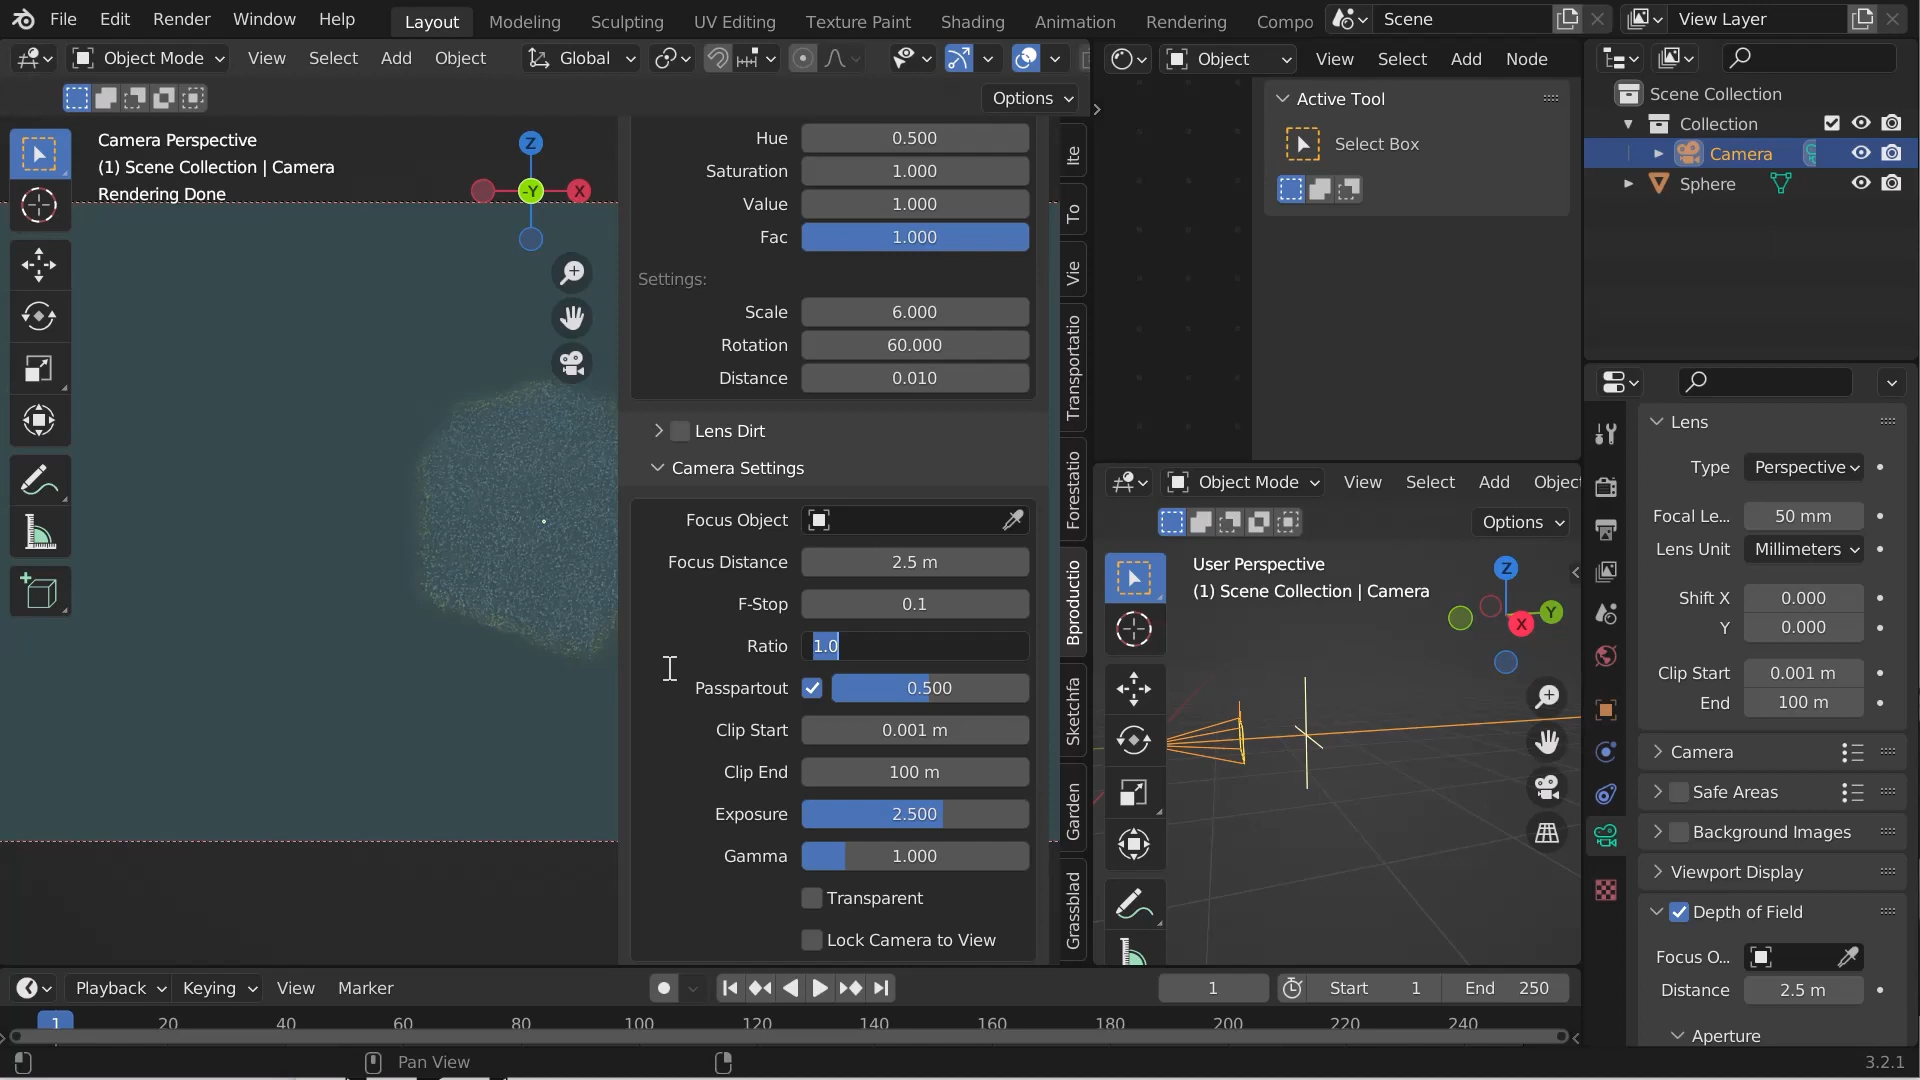 File Edit Render Window Help Layout Modeling Sculpting UV Editing Texture Paint Shading Animation Rendering Compo Scene View Layer
Object Mode View Select Add Object Global
Object View Select Add Node
Options
Camera Perspective
(1) Scene Collection | Camera
Rendering Done
Z
-Y
X
Hue 0.500
Saturation 1.000
Value 1.000
Fac 1.000
Settings:
Scale 6.000
Rotation 60.000
Distance 0.010
Lens Dirt
Camera Settings
Focus Object
Focus Distance 2.5 m
F-Stop 0.1
Ratio 1.0
Passpartout 0.500
Clip Start 0.001 m
Clip End 100 m
Exposure 2.500
Gamma 1.000
Transparent
Lock Camera to View
Ite
To
Vie
Transportatio
Forestatio
Bproductio
Sketchfa
Garden
Grassblad
Active Tool
Select Box
Object Mode View Select Add Objec
Options
User Perspective
(1) Scene Collection | Camera
Z
Y
X
Scene Collection
Collection
Camera
Sphere
Lens
Type Perspective
Focal Le... 50 mm
Lens Unit Millimeters
Shift X 0.000
Y 0.000
Clip Start 0.001 m
End 100 m
Camera
Safe Areas
Background Images
Viewport Display
Depth of Field
Focus O...
Distance 2.5 m
Aperture
Playback Keying View Marker 1 Start 1 End 250
1 20 40 60 80 100 120 140 160 180 200 220 240
Pan View 3.2.1